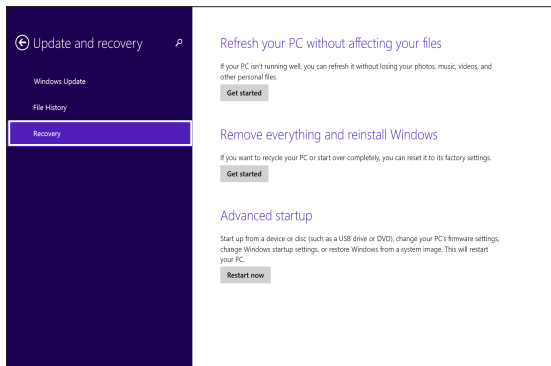 Update and recovery
Windows Update
File History
Recovery
Refresh your PC without affecting your files
If your PC isn't running well, you can refresh it without losing your photos, music, videos, and
other personal files.
Get started
Remove everything and reinstall Windows
If you want to recycle your PC or start over completely, you can reset it to its factory settings.
Get started
Advanced startup
Start up from a device or disc (such as a USB drive or DVD), change your PC's firmware settings,
change Windows startup settings, or restore Windows from a system image. This will restart
your PC.
Restart now